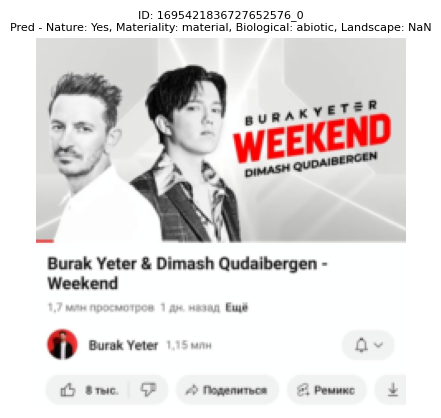 ID: 1695421836727652576_0
Pred - Nature: Yes, Materiality: material, Biological: abiotic, Landscape: NaN
BURAK YETER
WEEKEND
DIMASH QUDAIBERGEN
Burak Yeter & Dimash Qudaibergen -
Weekend
1,7 млн просмотров 1 дн. назад Ещё
Burak Yeter 1,15 млн
8 тыс. Поделиться Ремикс